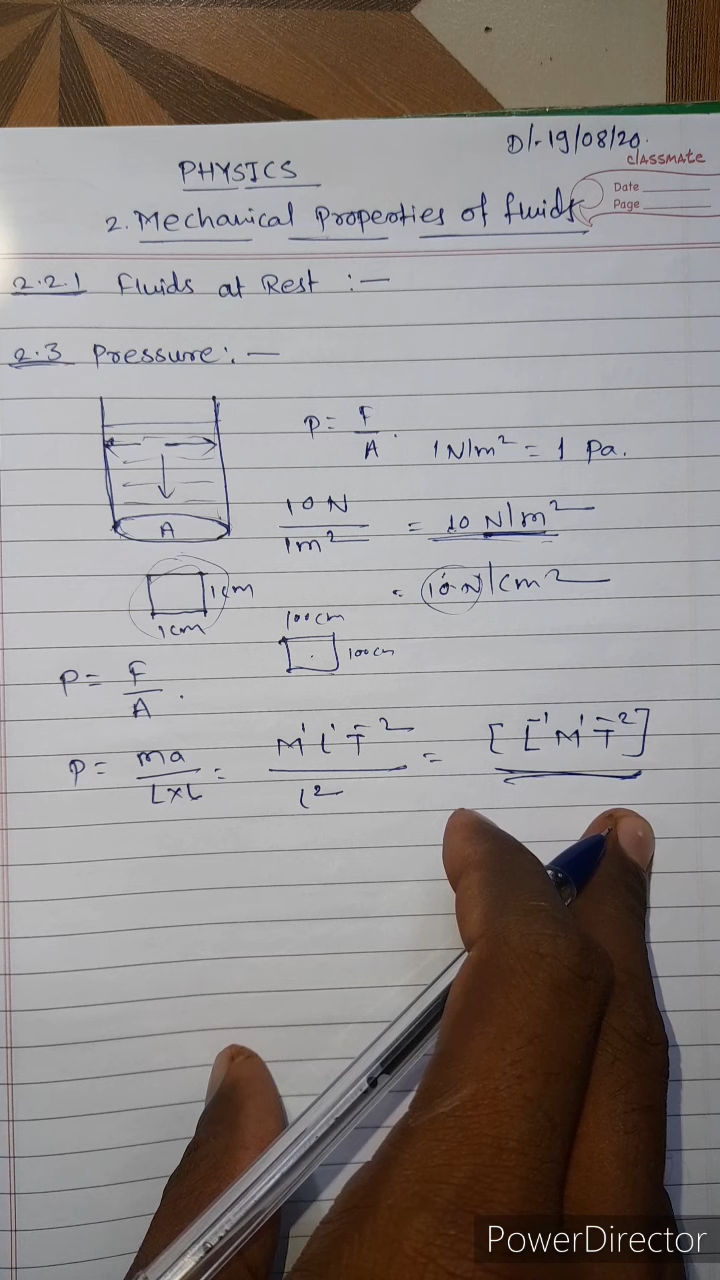 D/- 19/08/20.
classmate
PHYSICS
Date
Page
2. Mechanical Properties of fluids
2.2.1 Fluids at Rest :—
2.3 Pressure :—
P = F/A. 1 N/m² = 1 Pa.
A
10 N / 1m² = 10 N/m²
1cm = 10N/cm²
1cm
100cm
100cm
P = F/A.
P = ma / L×L = M¹L¹T⁻² / L² = [L⁻¹M¹T⁻²]
PowerDirector